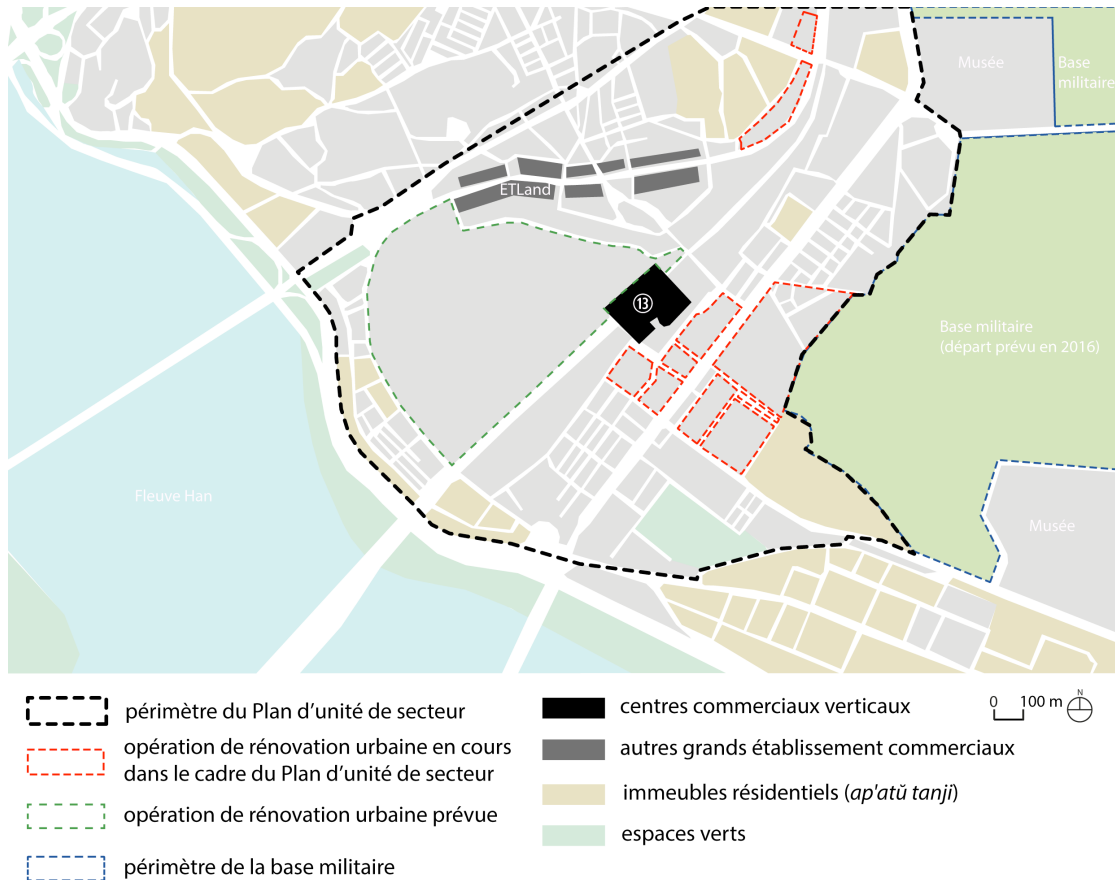 Musée
Base
militaire
ETLand
⑬
Base militaire
(départ prévu en 2016)
Fleuve Han
Musée
périmètre du Plan d'unité de secteur
opération de rénovation urbaine en cours
dans le cadre du Plan d'unité de secteur
opération de rénovation urbaine prévue
périmètre de la base militaire
centres commerciaux verticaux
autres grands établissement commerciaux
immeubles résidentiels (ap'atŭ tanji)
espaces verts
0 100 m
N